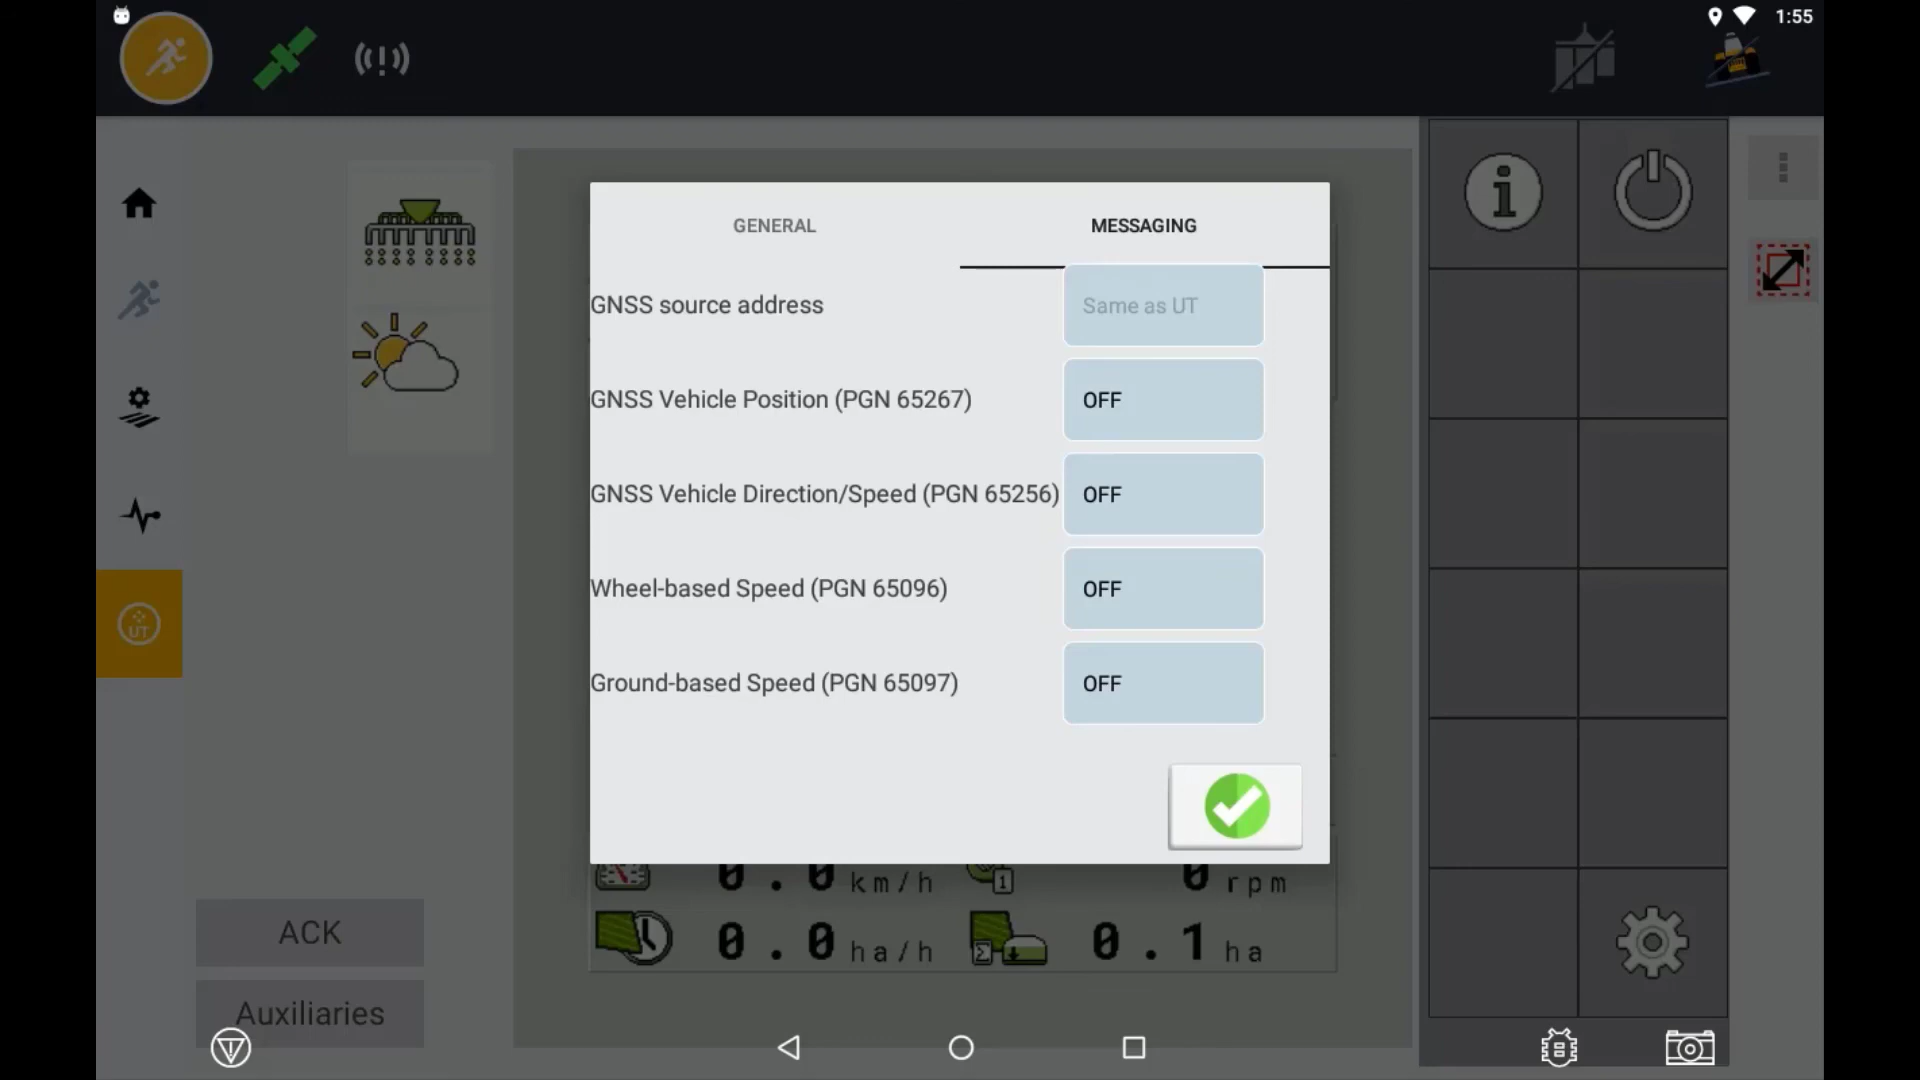 1:55
GENERAL
MESSAGING
GNSS source address
Same as UT
GNSS Vehicle Position (PGN 65267)
OFF
GNSS Vehicle Direction/Speed (PGN 65256)
OFF
Wheel-based Speed (PGN 65096)
OFF
Ground-based Speed (PGN 65097)
OFF
UT
i
0.0 km/h
1
0 rpm
0.0 ha/h
Σ
0.1 ha
ACK
Auxiliaries